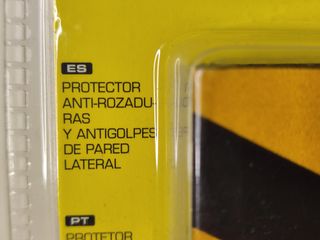 ES
PROTECTOR
ANTI-ROZADU-
RAS
Y ANTIGOLPES
DE PARED
LATERAL
PT
PROTETOR